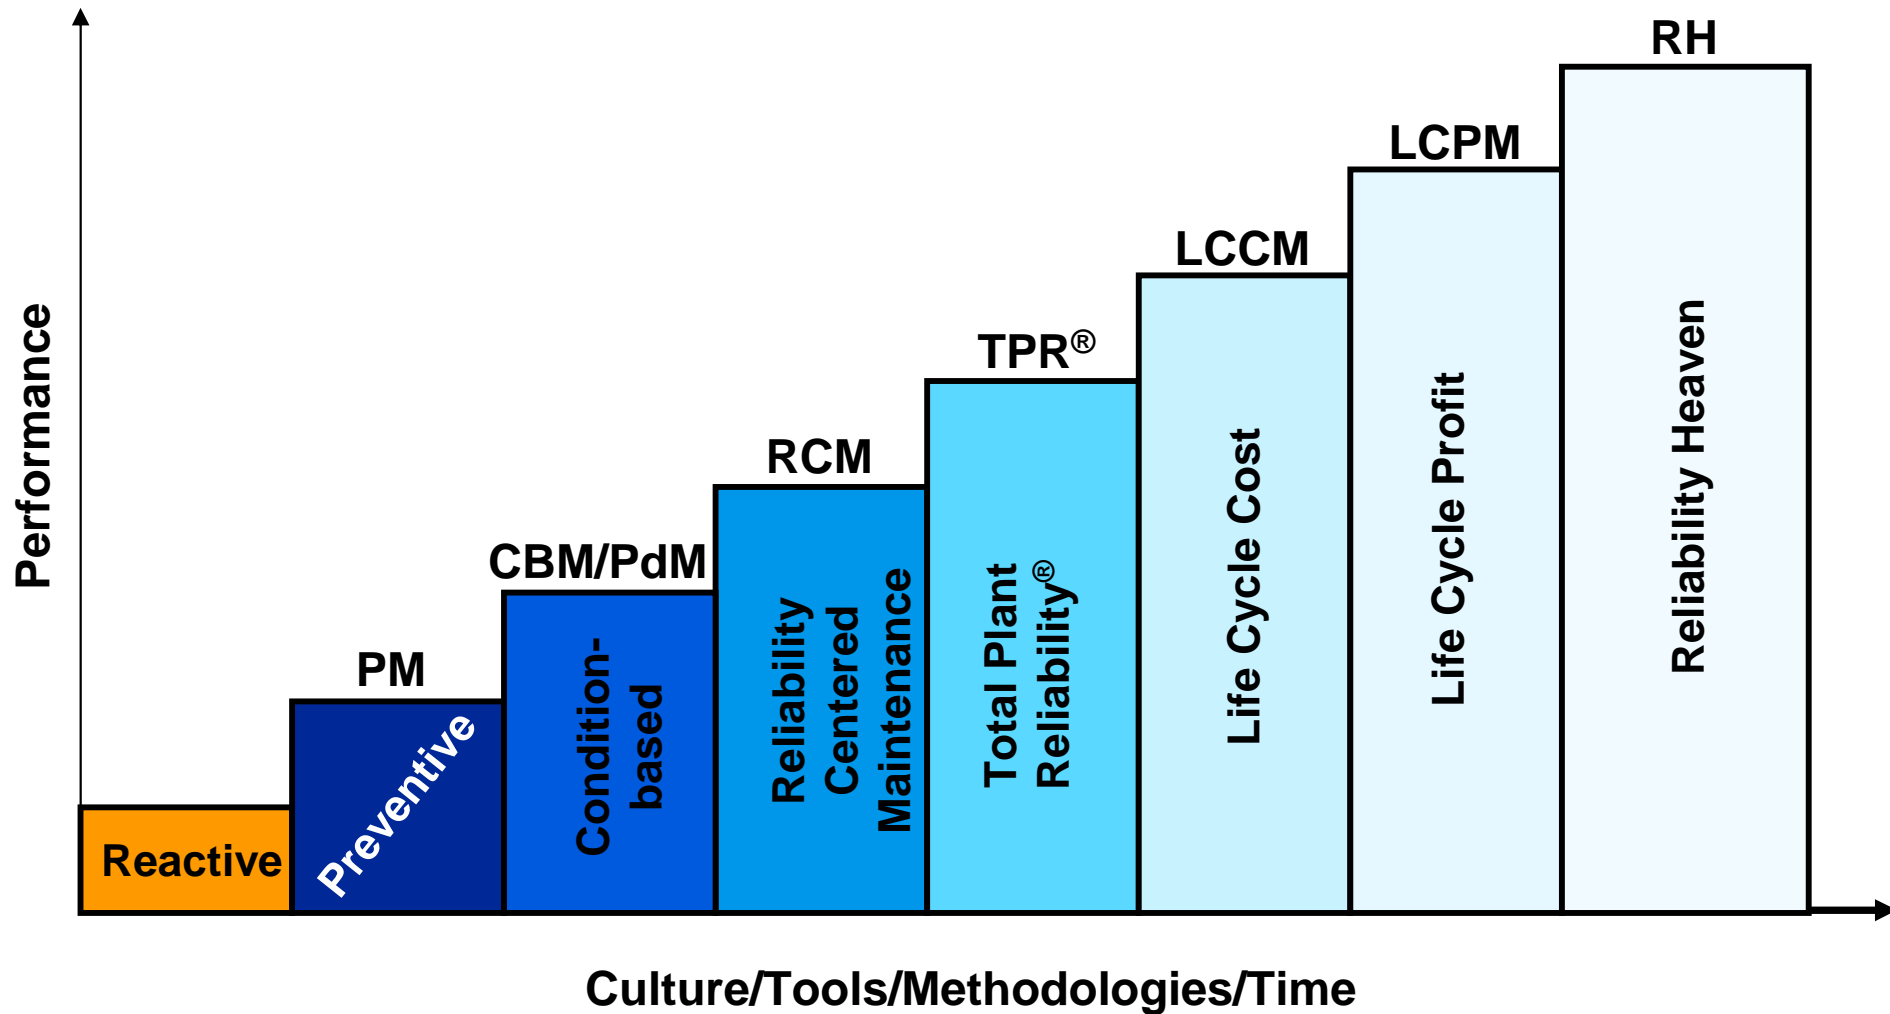 RH
LCPM
LCCM
TPR®
RCM
CBM/PdM
PM
Performance
Reactive
Preventive
Condition-
based
Reliability
Centered
Maintenance
Total Plant
Reliability®
Life Cycle Cost
Life Cycle Profit
Reliability Heaven
Culture/Tools/Methodologies/Time